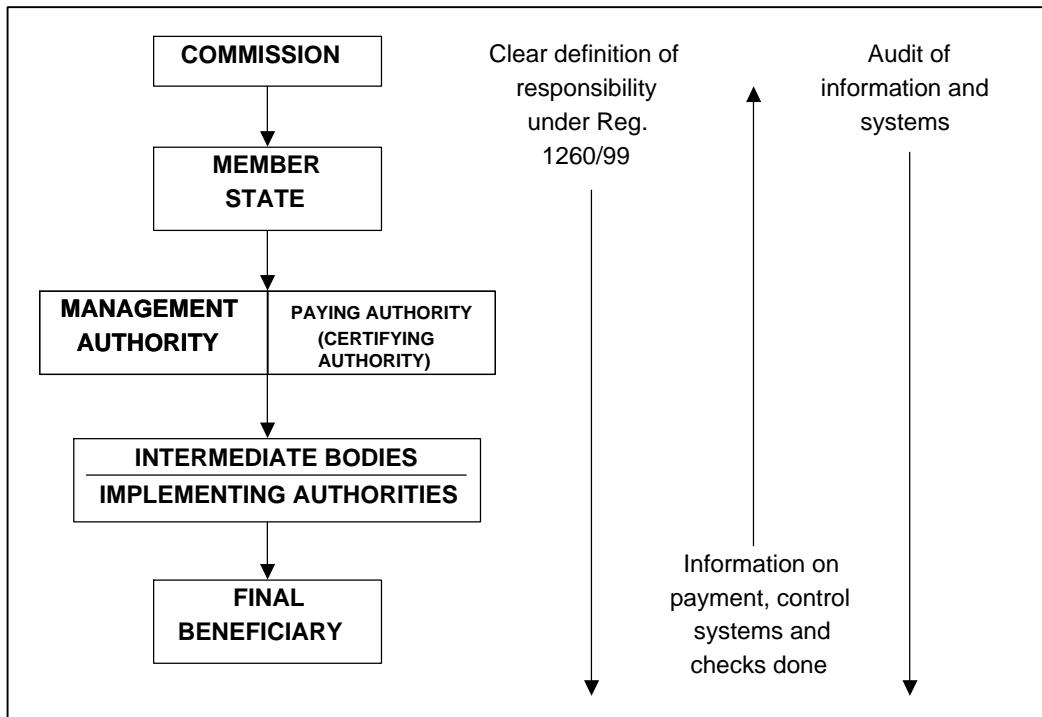 COMMISSION
MEMBER
STATE
MANAGEMENT
AUTHORITY
PAYING AUTHORITY
(CERTIFYING
AUTHORITY)
INTERMEDIATE BODIES
IMPLEMENTING AUTHORITIES
FINAL
BENEFICIARY
Clear definition of
responsibility
under Reg.
1260/99
Information on
payment, control
systems and
checks done
Audit of
information and
systems